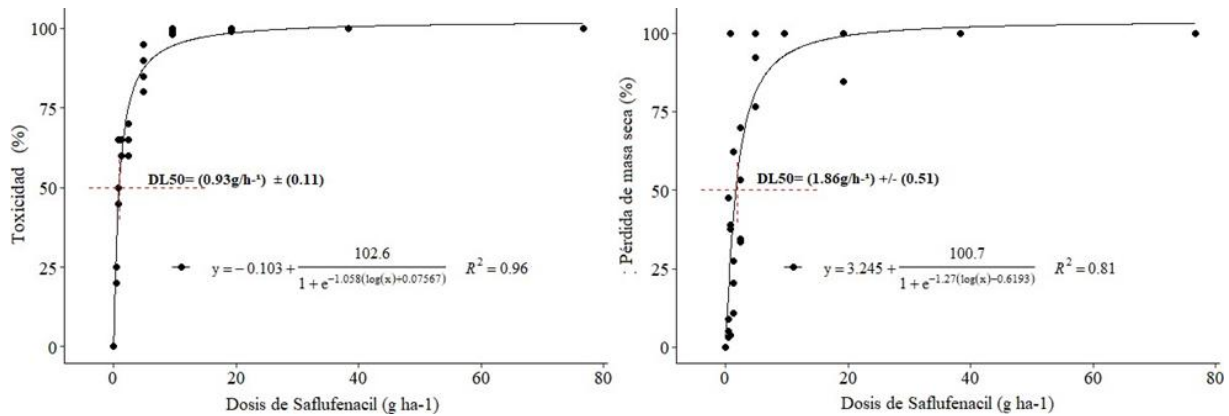 Toxicidad (%)
100
75
50
25
0
DL50= (0.93g/h⁻¹) ± (0.11)
y = − 0.103 + 102.6 / 1 + e^−1.058(log(x)+0.07567) R² = 0.96
0 20 40 60 80
Dosis de Saflufenacil (g ha-1)
: Pérdida de masa seca (%)
100
75
50
25
0
DL50= (1.86g/h⁻¹) +/- (0.51)
y = 3.245 + 100.7 / 1 + e^−1.27(log(x)−0.6193) R² = 0.81
0 20 40 60 80
Dosis de Saflufenacil (g ha-1)